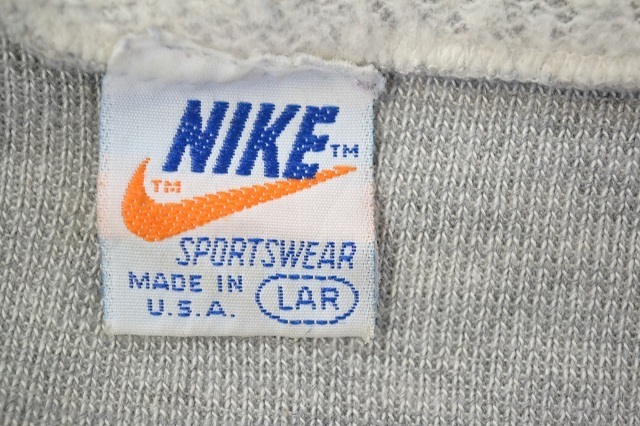 NIKE™
™
SPORTSWEAR
MADE IN
U.S.A.
LAR